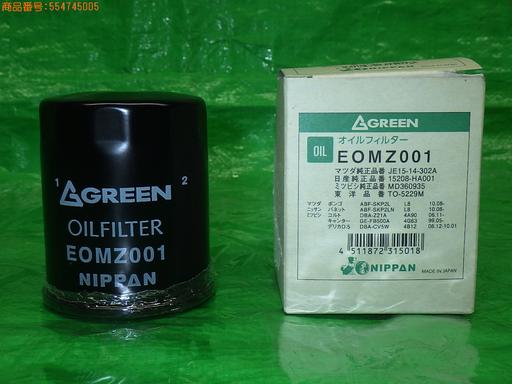 商品番号: 554745005
GREEN
1
2
OILFILTER
EOMZ001
NIPPAN
GREEN
OIL
オイルフィルター
EOMZ001
マツダ純正品番 JE15-14-302A
日産純正品番 15208-HA001
ミツビシ純正品番 MD360935
東洋品番 TO-5229M
マツダ ボンゴ ABF-SKP2L L8 10.08-
ニッサン バネット ABF-SKP2LN L8 10.08-
ミツビシ コルト DBA-Z21A 4A90 06.11-
キャンター GE-FB500A 4G63 99.05-
デリカD:5 DBA-CV5W 4B12 06.12-10.01
4 511872 315018
NIPPAN
MADE IN JAPAN